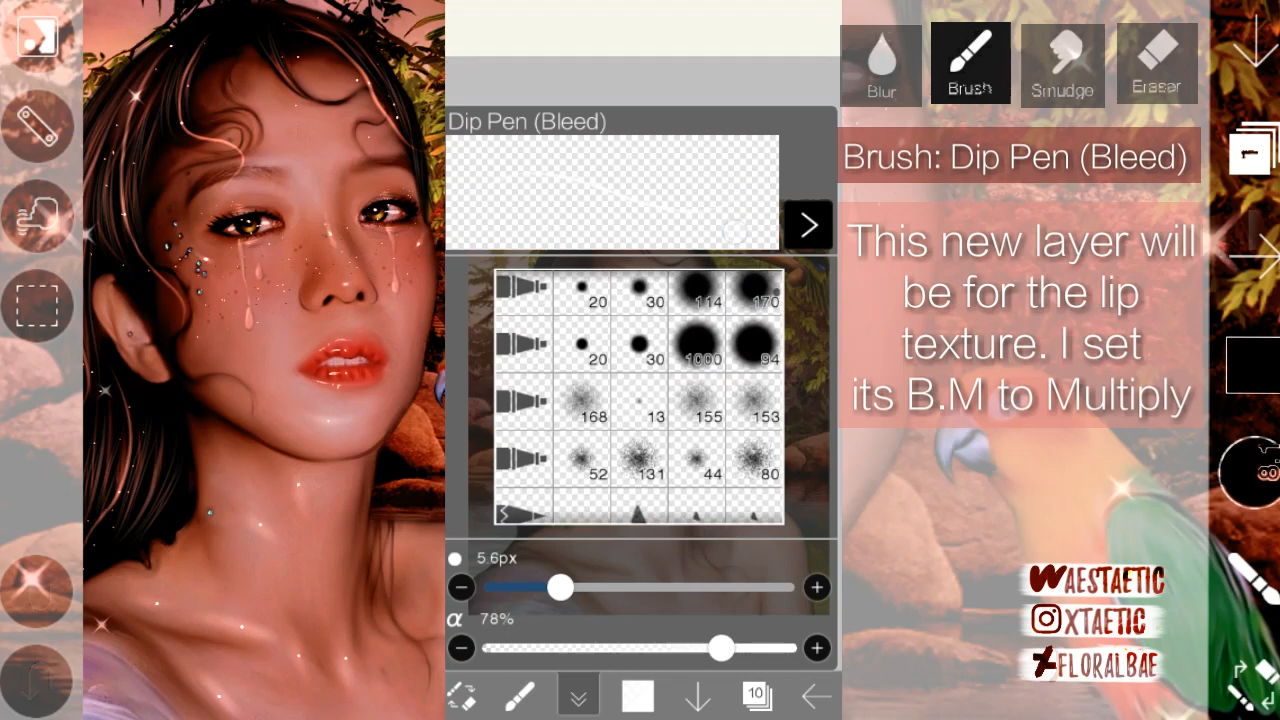 Dip Pen (Bleed)
20 30 114 170
20 30 1000 94
168 13 155 153
52 131 44 80
5.6px
α 78%
10
Blur Brush Smudge Eraser
Brush: Dip Pen (Bleed)
This new layer will
be for the lip
texture. I set
its B.M to Multiply
WAESTAETIC
XTAETIC
FLORALBAE